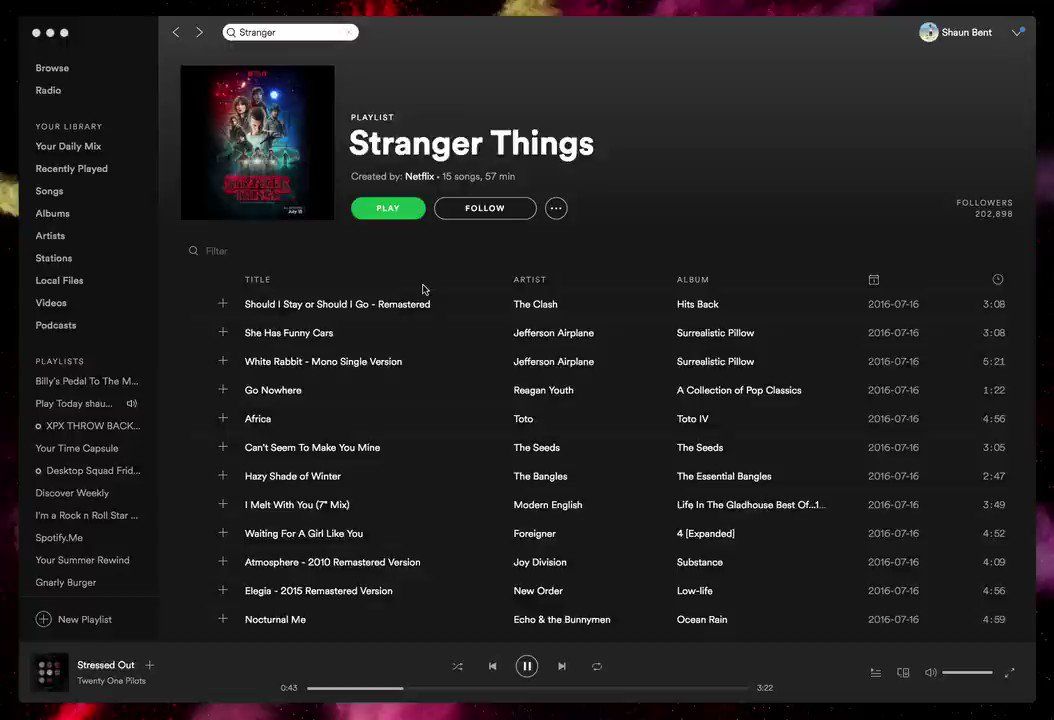 Stranger
Shaun Bent
Browse
Radio
YOUR LIBRARY
Your Daily Mix
Recently Played
Songs
Albums
Artists
Stations
Local Files
Videos
Podcasts
PLAYLISTS
Billy's Pedal To The M...
Play Today shau...
XPX THROW BACK...
Your Time Capsule
Desktop Squad Frid...
Discover Weekly
I'm a Rock n Roll Star ...
Spotify.Me
Your Summer Rewind
Gnarly Burger
New Playlist
NETFLIX
STRANGER THINGS
July 15
PLAYLIST
Stranger Things
Created by: Netflix • 15 songs, 57 min
PLAY FOLLOW
FOLLOWERS
202,898
Filter
TITLE ARTIST ALBUM
Should I Stay or Should I Go - Remastered The Clash Hits Back 2016-07-16 3:08
She Has Funny Cars Jefferson Airplane Surrealistic Pillow 2016-07-16 3:08
White Rabbit - Mono Single Version Jefferson Airplane Surrealistic Pillow 2016-07-16 5:21
Go Nowhere Reagan Youth A Collection of Pop Classics 2016-07-16 1:22
Africa Toto Toto IV 2016-07-16 4:56
Can't Seem To Make You Mine The Seeds The Seeds 2016-07-16 3:05
Hazy Shade of Winter The Bangles The Essential Bangles 2016-07-16 2:47
I Melt With You (7" Mix) Modern English Life In The Gladhouse Best Of...1... 2016-07-16 3:49
Waiting For A Girl Like You Foreigner 4 [Expanded] 2016-07-16 4:52
Atmosphere - 2010 Remastered Version Joy Division Substance 2016-07-16 4:09
Elegia - 2015 Remastered Version New Order Low-life 2016-07-16 4:56
Nocturnal Me Echo & the Bunnymen Ocean Rain 2016-07-16 4:59
Stressed Out
Twenty One Pilots
0:43 3:22